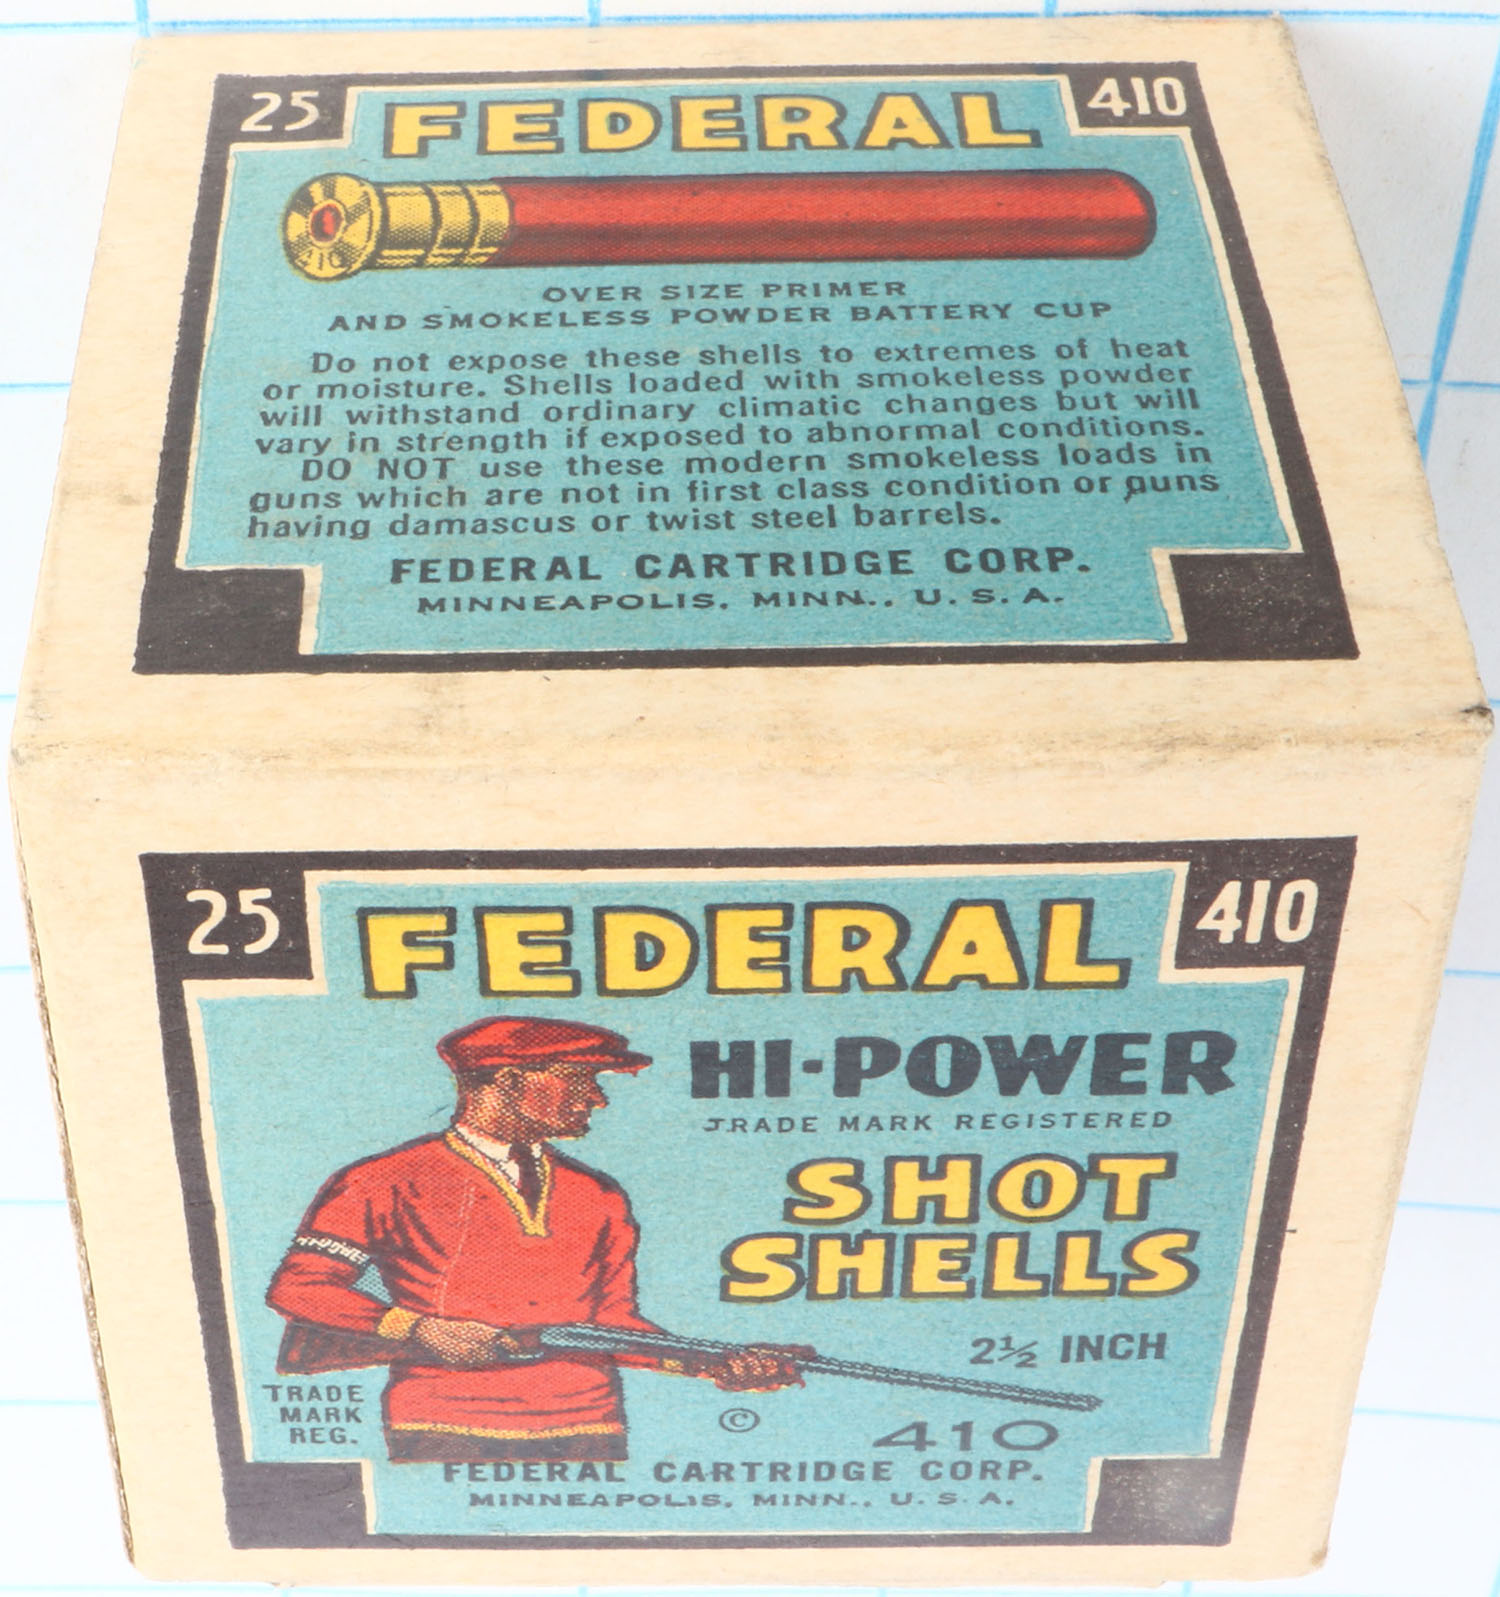 25 FEDERAL 410
410
OVER SIZE PRIMER
AND SMOKELESS POWDER BATTERY CUP
Do not expose these shells to extremes of heat
or moisture. Shells loaded with smokeless powder
will withstand ordinary climatic changes but will
vary in strength if exposed to abnormal conditions.
DO NOT use these modern smokeless loads in
guns which are not in first class condition or guns
having damascus or twist steel barrels.
FEDERAL CARTRIDGE CORP.
MINNEAPOLIS, MINN., U. S. A.
25 FEDERAL 410
HI-POWER
TRADE MARK REGISTERED
SHOT
SHELLS
2½ INCH
TRADE
MARK
REG.
© 410
FEDERAL CARTRIDGE CORP.
MINNEAPOLIS, MINN., U. S. A.